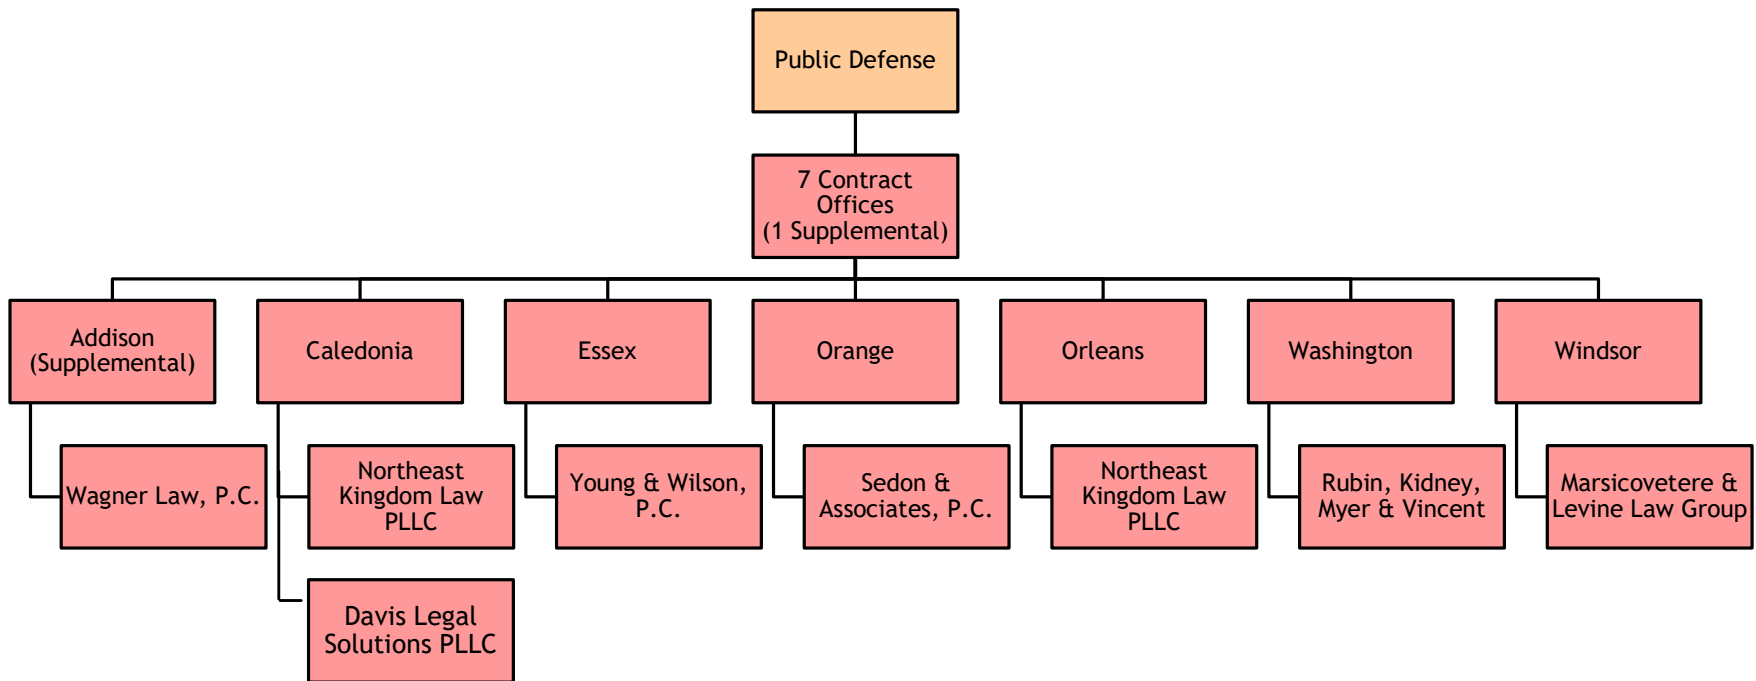 Public Defense
7 Contract
Offices
(1 Supplemental)
Addison
(Supplemental)
Caledonia
Essex
Orange
Orleans
Washington
Windsor
Wagner Law, P.C.
Northeast
Kingdom Law
PLLC
Young & Wilson,
P.C.
Sedon &
Associates, P.C.
Northeast
Kingdom Law
PLLC
Rubin, Kidney,
Myer & Vincent
Marsicovetere &
Levine Law Group
Davis Legal
Solutions PLLC